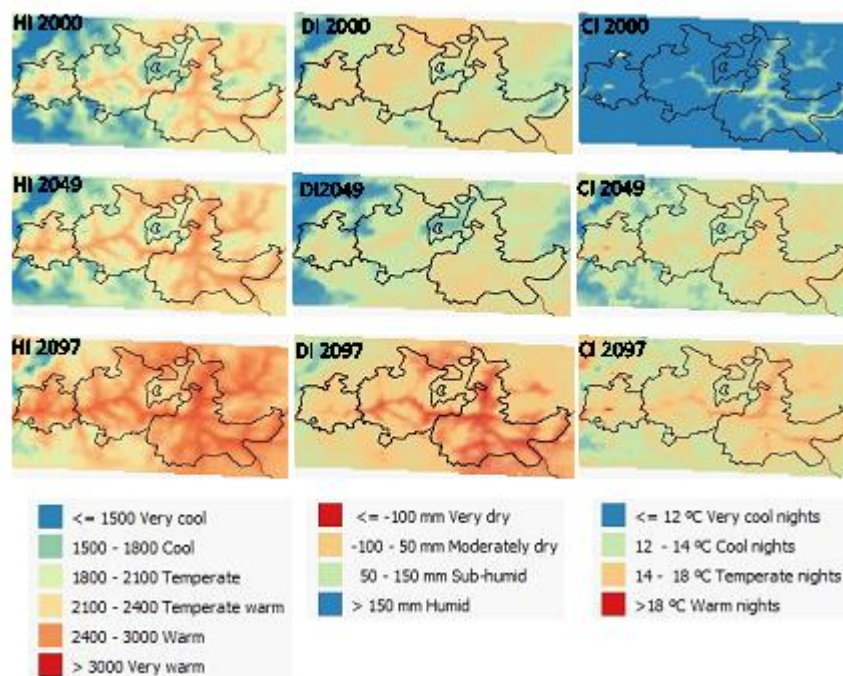 HI 2000
DI 2000
CI 2000
HI 2049
DI2049
CI 2049
HI 2097
DI 2097
CI 2097
<= 1500 Very cool
1500 - 1800 Cool
1800 - 2100 Temperate
2100 - 2400 Temperate warm
2400 - 3000 Warm
> 3000 Very warm
<= -100 mm Very dry
-100 - 50 mm Moderately dry
50 - 150 mm Sub-humid
> 150 mm Humid
<= 12 ºC Very cool nights
12 - 14 ºC Cool nights
14 - 18 ºC Temperate nights
>18 ºC Warm nights